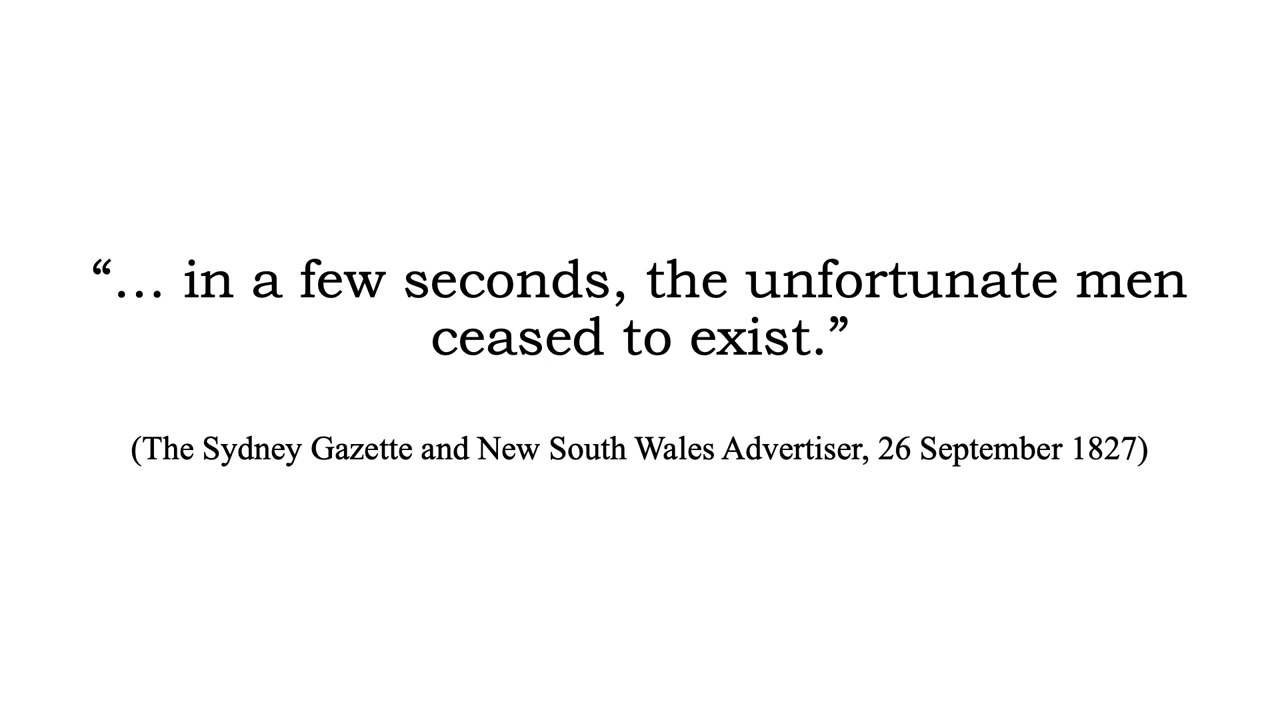 “… in a few seconds, the unfortunate men
ceased to exist.”
(The Sydney Gazette and New South Wales Advertiser, 26 September 1827)